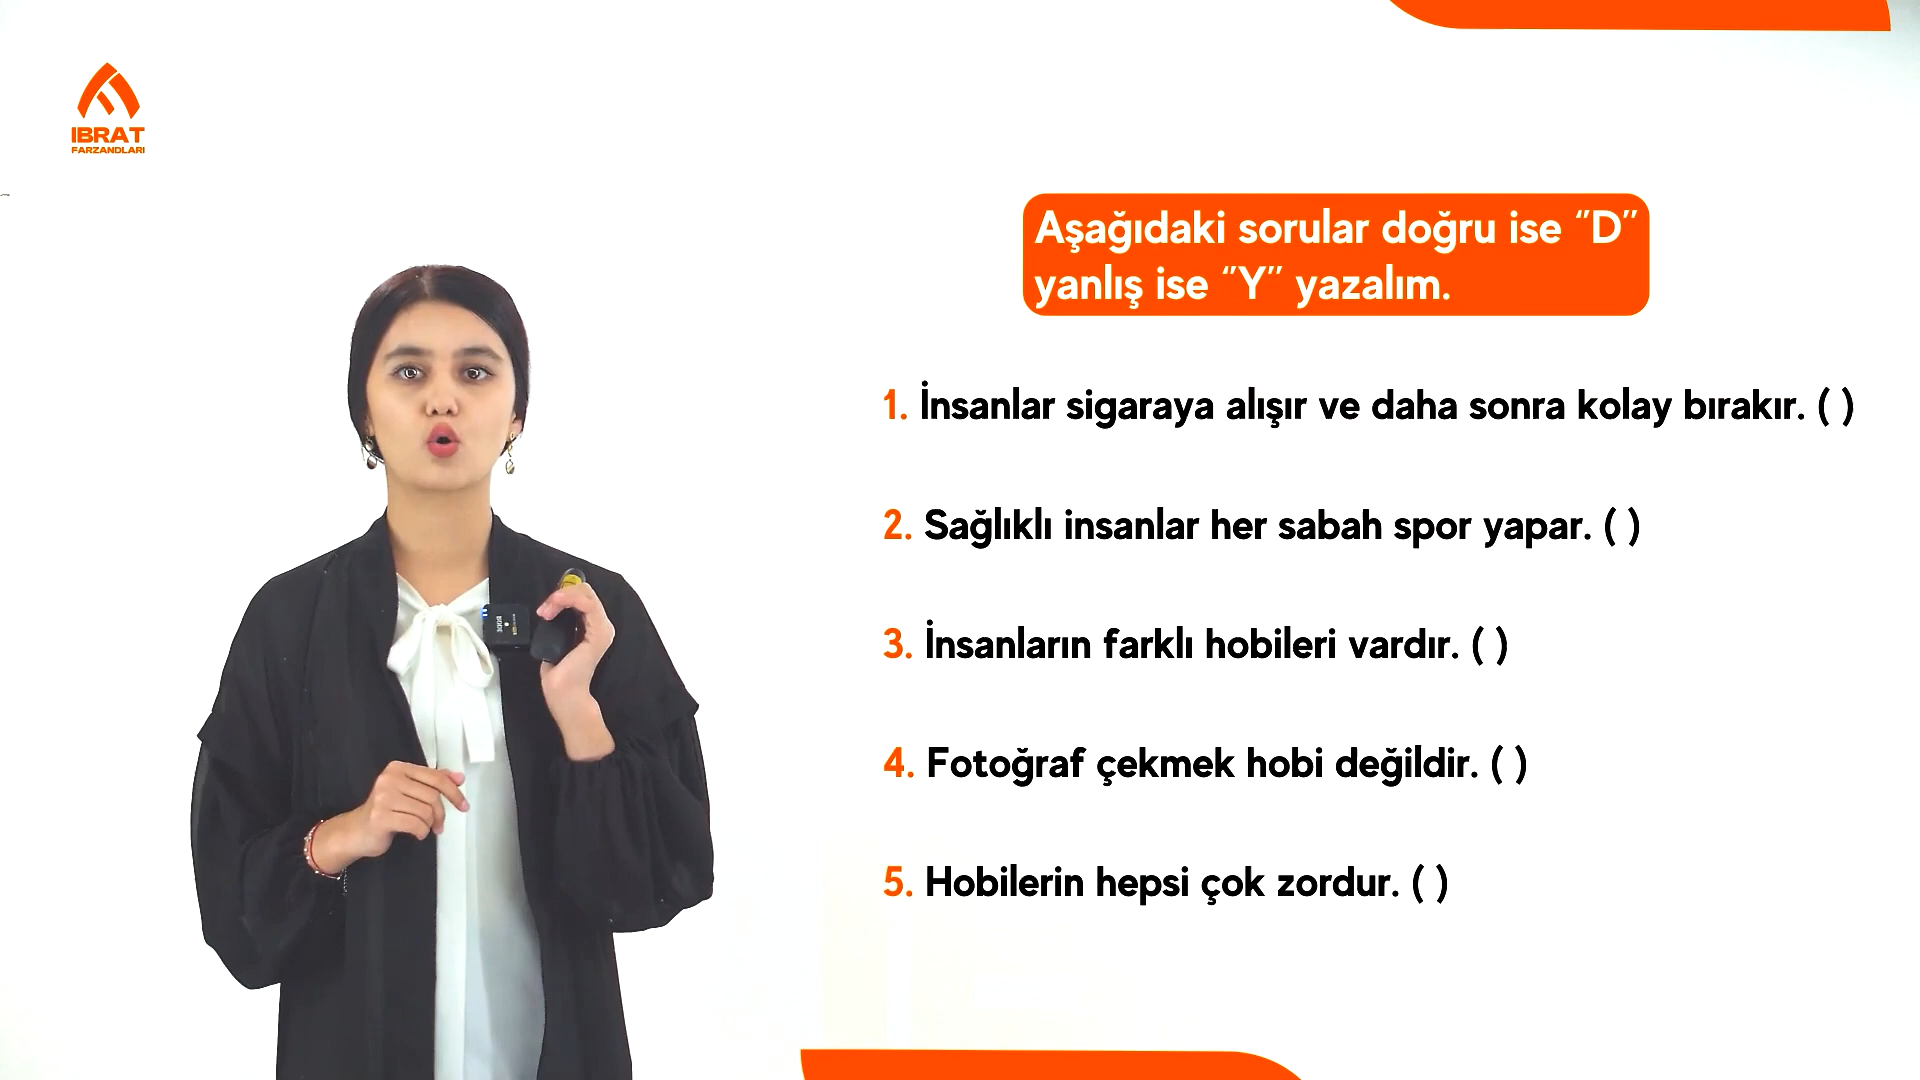 IBRAT
FARZANDLARI
Aşağıdaki sorular doğru ise “D”
yanlış ise “Y” yazalım.
1. İnsanlar sigaraya alışır ve daha sonra kolay bırakır. ( )
2. Sağlıklı insanlar her sabah spor yapar. ( )
3. İnsanların farklı hobileri vardır. ( )
4. Fotoğraf çekmek hobi değildir. ( )
5. Hobilerin hepsi çok zordur. ( )